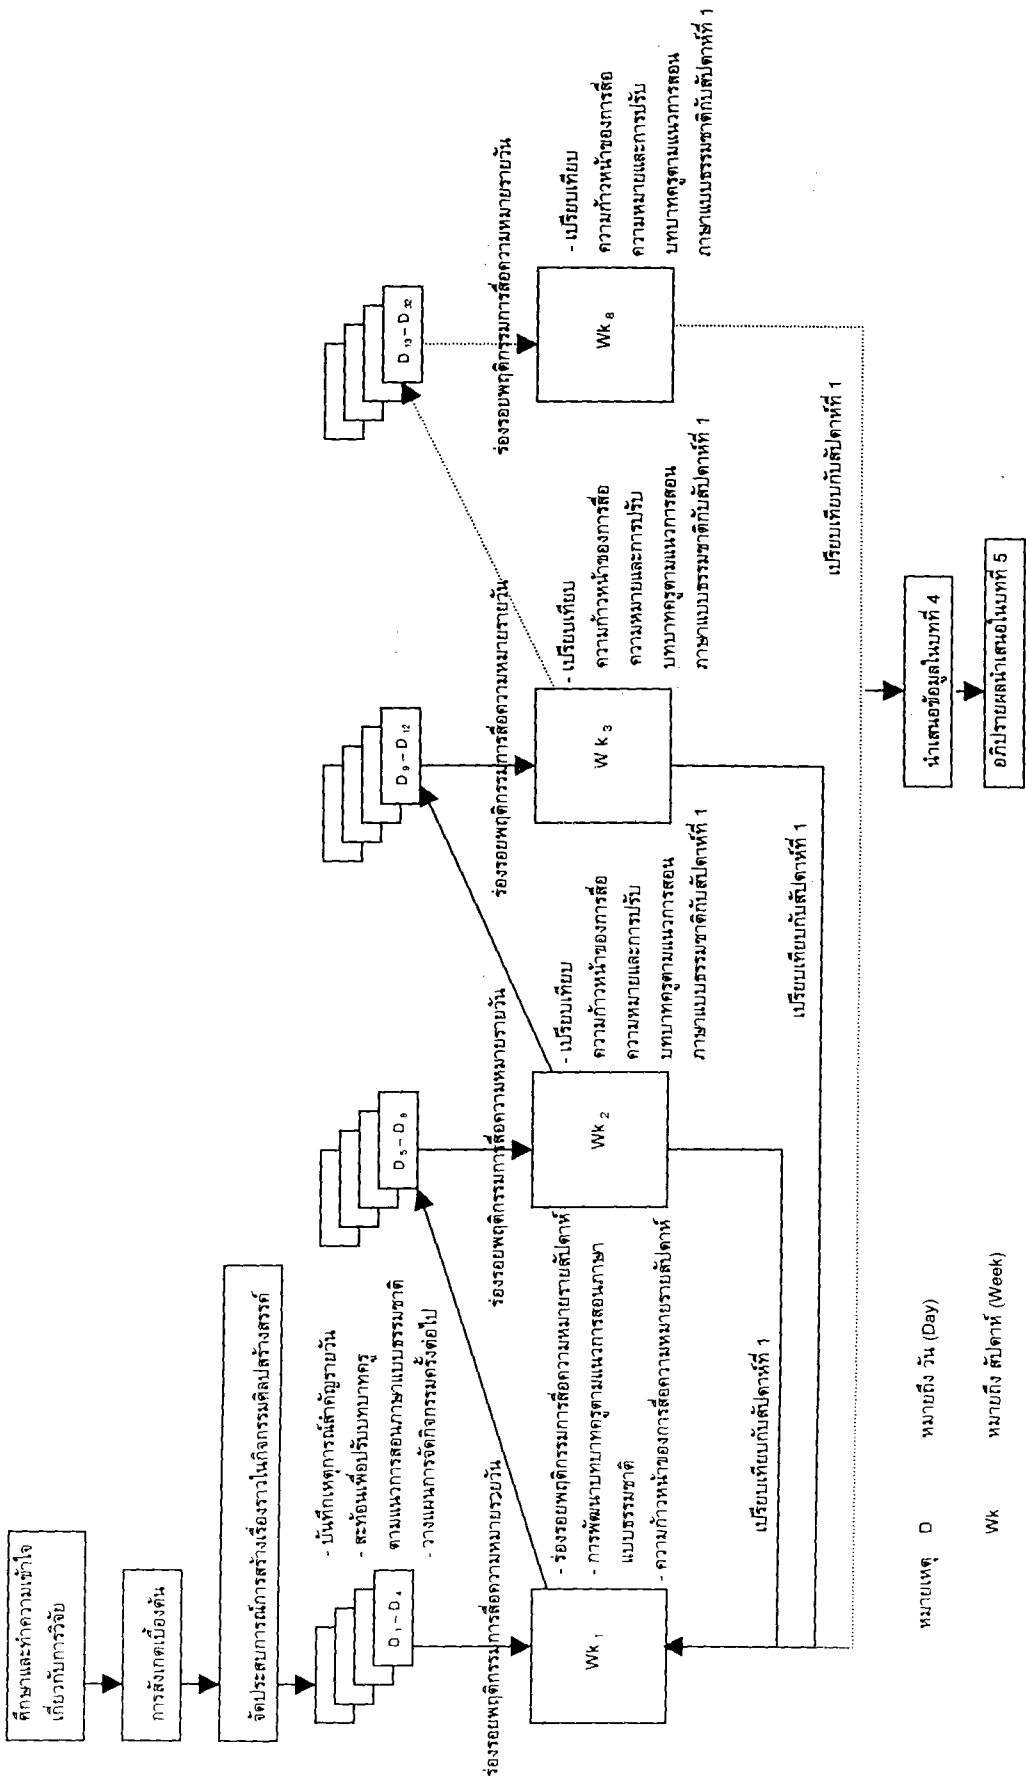 ศึกษาและทำความเข้าใจ
เกี่ยวกับการวิจัย
การสังเกตเบื้องต้น
จัดประสบการณ์การสร้างเรื่องราวในกิจกรรมศิลปสร้างสรรค์
D 1 – D 4
- บันทึกเหตุการณ์สำคัญรายวัน
- สะท้อนเพื่อปรับบทบาทครู
ตามแนวการสอนภาษาแบบธรรมชาติ
- วางแผนการจัดกิจกรรมครั้งต่อไป
D 5 – D 8
D 9 – D 12
D 13 – D 32
ร่องรอยพฤติกรรมการสื่อความหมายรวยวัน
ร่องรอยพฤติกรรมการสื่อความหมายรายวัน
ร่องรอยพฤติกรรมการสื่อความหมายรายวัน
ร่องรอยพฤติกรรมการสื่อความหมายรายวัน
Wk 1
- ร่องรอยพฤติกรรมการสื่อความหมายรายสัปดาห์
- การพัฒนาบทบาทครูตามแนวการสอนภาษา
แบบธรรมชาติ
- ความก้าวหน้าของการสื่อความหมายรายสัปดาห์
Wk 2
- เปรียบเทียบ
ความก้าวหน้าของการสื่อ
ความหมายและการปรับ
บทบาทครูตามแนวการสอน
ภาษาแบบธรรมชาติกับสัปดาห์ที่ 1
W k 3
- เปรียบเทียบ
ความก้าวหน้าของการสื่อ
ความหมายและการปรับ
บทบาทครูตามแนวการสอน
ภาษาแบบธรรมชาติกับสัปดาห์ที่ 1
Wk 8
- เปรียบเทียบ
ความก้าวหน้าของการสื่อ
ความหมายและการปรับ
บทบาทครูตามแนวการสอน
ภาษาแบบธรรมชาติกับสัปดาห์ที่ 1
เปรียบเทียบกับสัปดาห์ที่ 1
เปรียบเทียบกับสัปดาห์ที่ 1
เปรียบเทียบกับสัปดาห์ที่ 1
นำเสนอข้อมูลในบทที่ 4
อภิปรายผลนำเสนอในบทที่ 5
หมายเหตุ D หมายถึง วัน (Day)
Wk หมายถึง สัปดาห์ (Week)